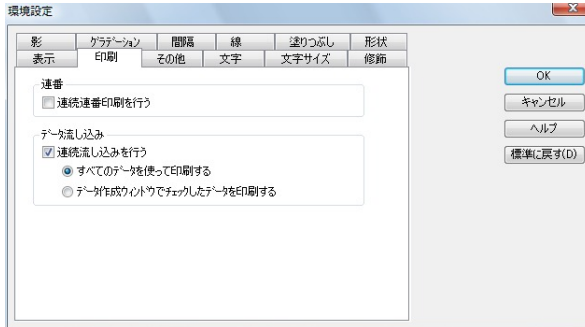 環境設定
影 グラデーション 間隔 線 塗りつぶし 形状
表示 印刷 その他 文字 文字サイズ 修飾
連番
連続連番印刷を行う
データ流し込み
連続流し込みを行う
すべてのデータを使って印刷する
データ作成ウィンドウでチェックしたデータを印刷する
OK
キャンセル
ヘルプ
標準に戻す(D)